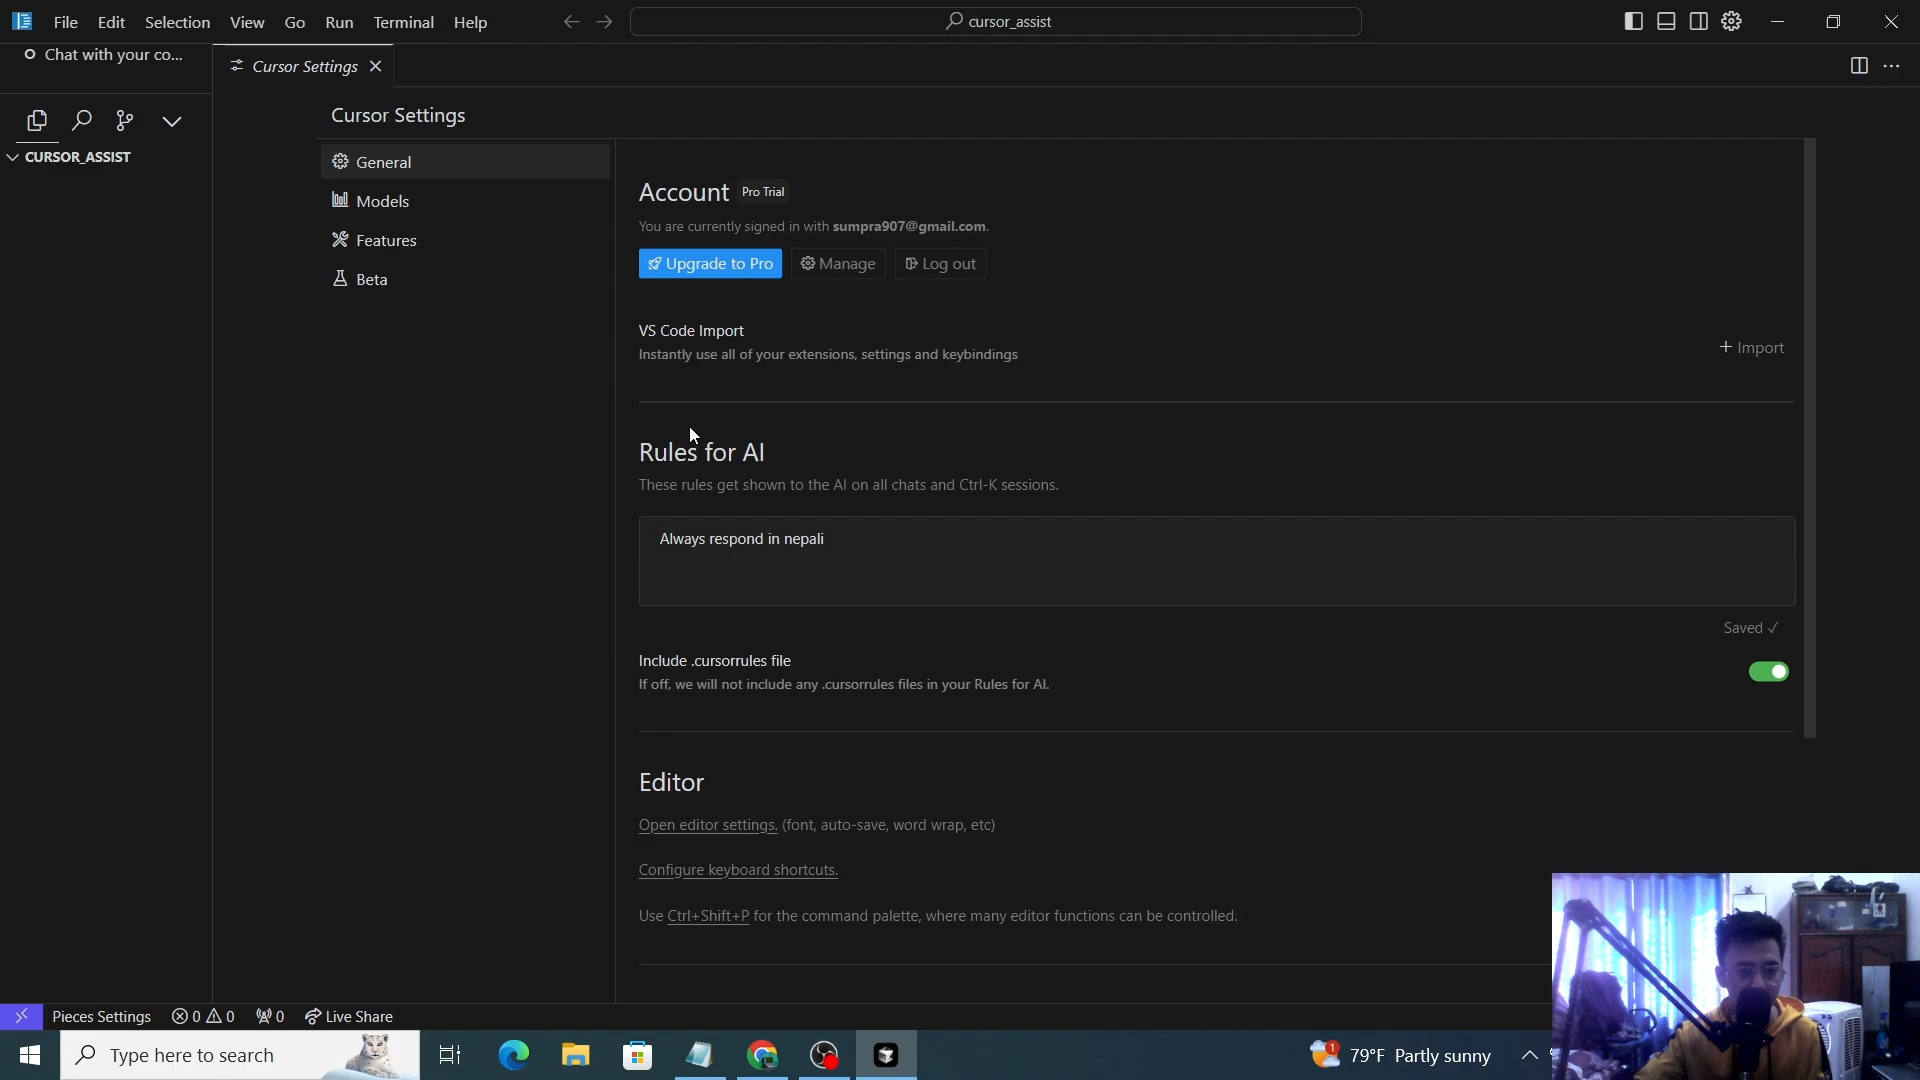 File Edit Selection View Go Run Terminal Help
cursor_assist
Chat with your co...
Cursor Settings
CURSOR_ASSIST
Cursor Settings
General
Models
Features
Beta
Account Pro Trial
You are currently signed in with sumpra907@gmail.com.
Upgrade to Pro Manage Log out
VS Code Import
Instantly use all of your extensions, settings and keybindings
+ Import
Rules for AI
These rules get shown to the AI on all chats and Ctrl-K sessions.
Always respond in nepali
Saved ✓
Include .cursorrules file
If off, we will not include any .cursorrules files in your Rules for AI.
Editor
Open editor settings. (font, auto-save, word wrap, etc)
Configure keyboard shortcuts.
Use Ctrl+Shift+P for the command palette, where many editor functions can be controlled.
Pieces Settings 0 0 0 Live Share
Type here to search
1 79°F Partly sunny